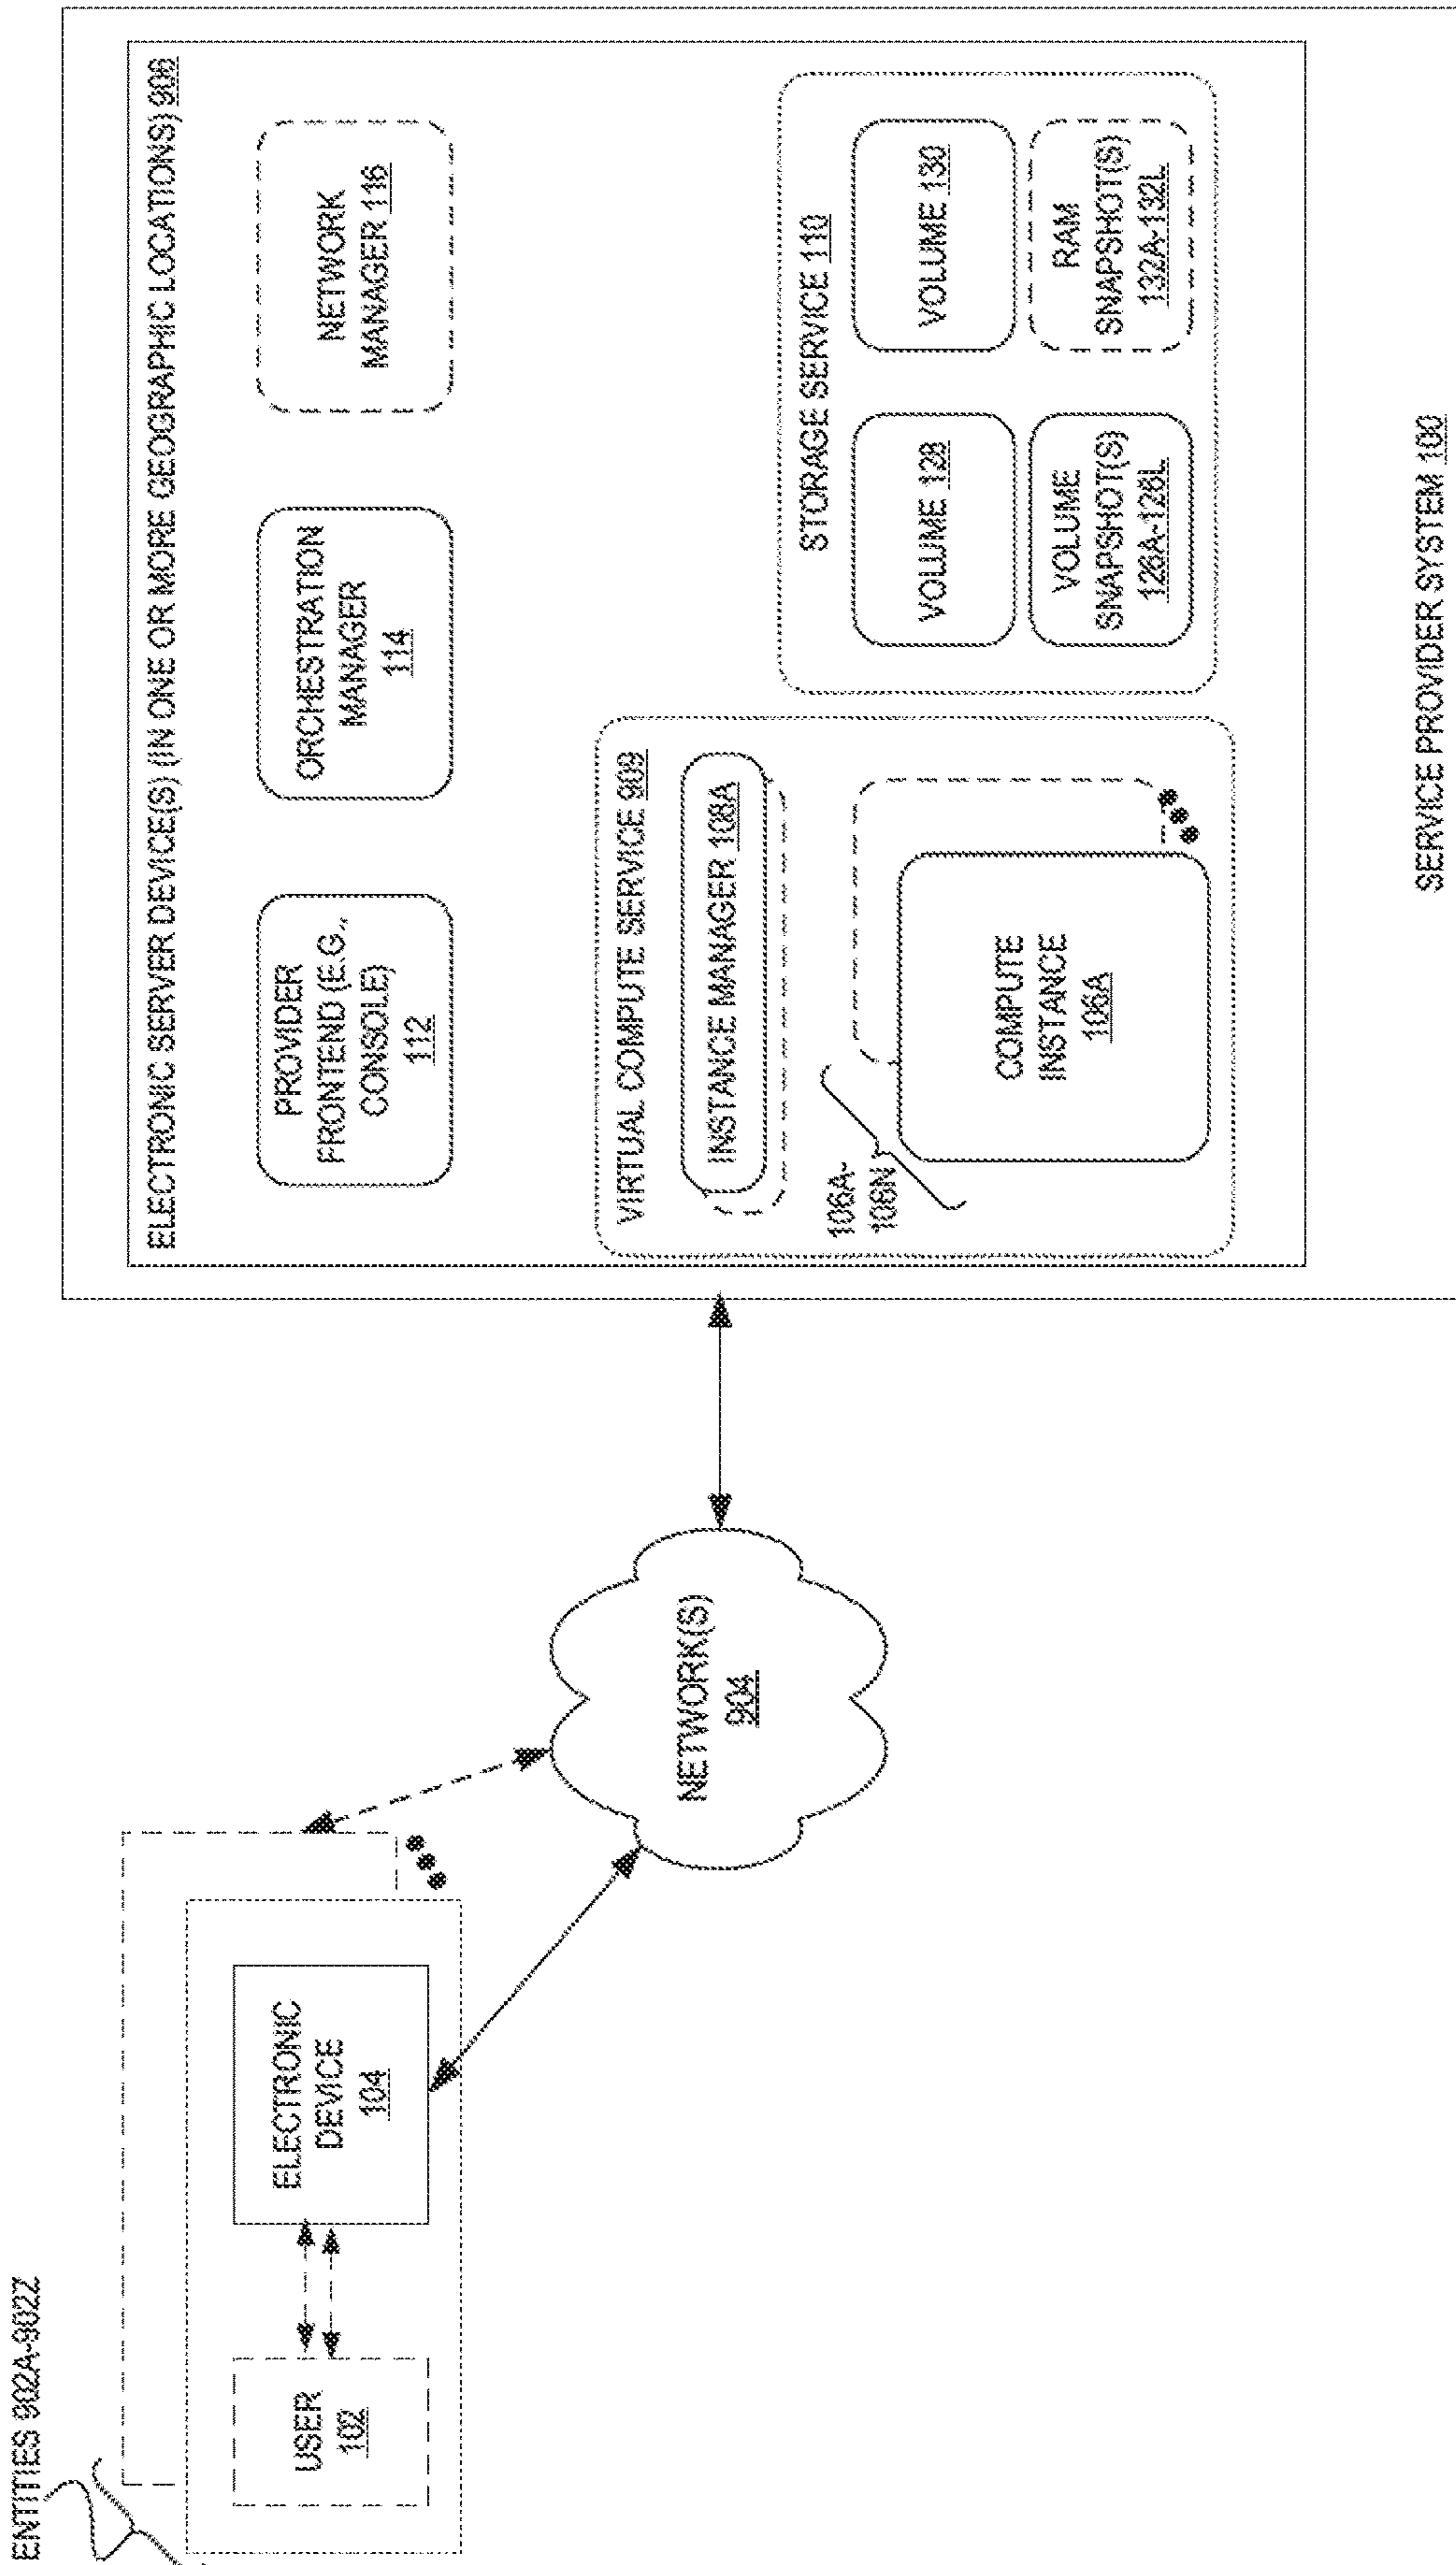 ENTITIES 902A-902Z
USER
102
ELECTRONIC
DEVICE
104
NETWORK(S)
904
ELECTRONIC SERVER DEVICE(S) (IN ONE OR MORE GEOGRAPHIC LOCATIONS) 908
PROVIDER
FRONTEND (E.G.,
CONSOLE)
112
ORCHESTRATION
MANAGER
114
NETWORK
MANAGER 116
VIRTUAL COMPUTE SERVICE 909
INSTANCE MANAGER 108A
106A-
106N
COMPUTE
INSTANCE
106A
STORAGE SERVICE 110
VOLUME 128
VOLUME 130
VOLUME
SNAPSHOT(S)
126A-126L
RAM
SNAPSHOT(S)
132A-132L
SERVICE PROVIDER SYSTEM 100